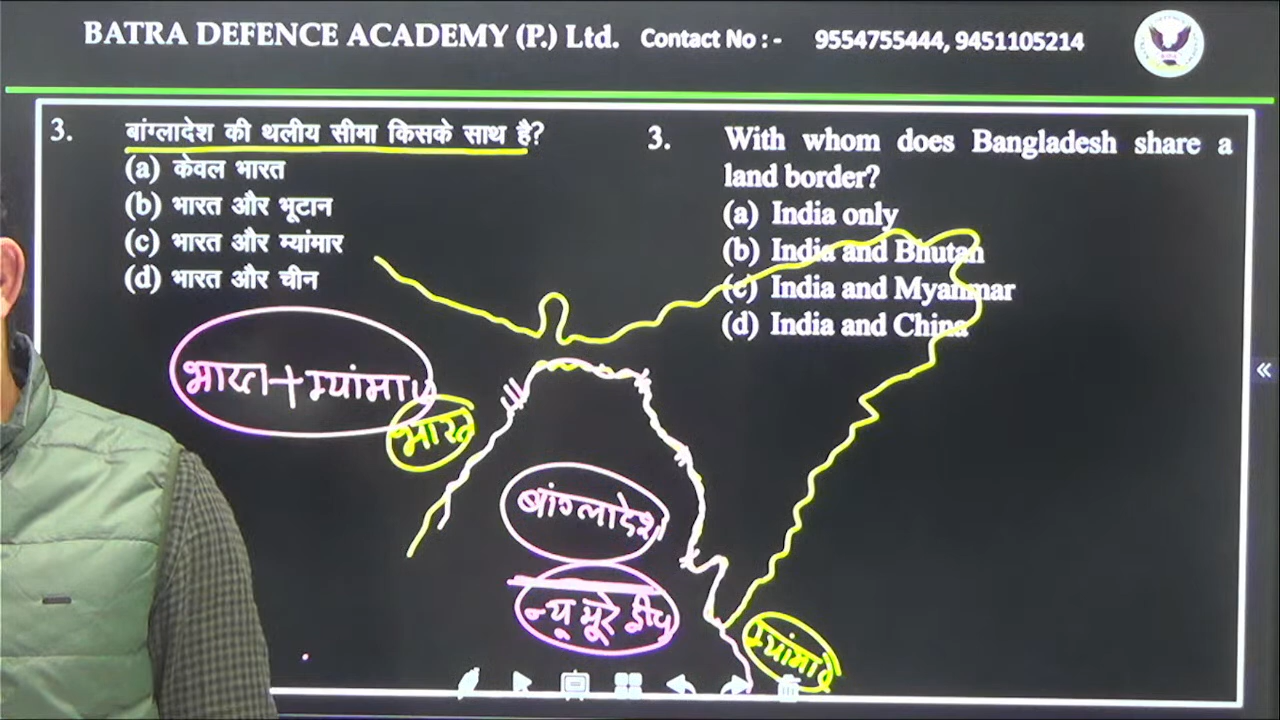 BATRA DEFENCE ACADEMY (P.) Ltd. Contact No :- 9554755444, 9451105214
3. बांग्लादेश की थलीय सीमा किसके साथ है?
(a) केवल भारत
(b) भारत और भूटान
(c) भारत और म्यांमार
(d) भारत और चीन
3. With whom does Bangladesh share a
land border?
(a) India only
(b) India and Bhutan
(c) India and Myanmar
(d) India and China
भारत+म्यांमार
भारत
बांग्लादेश
न्यू मूरे द्वीप
म्यांमार